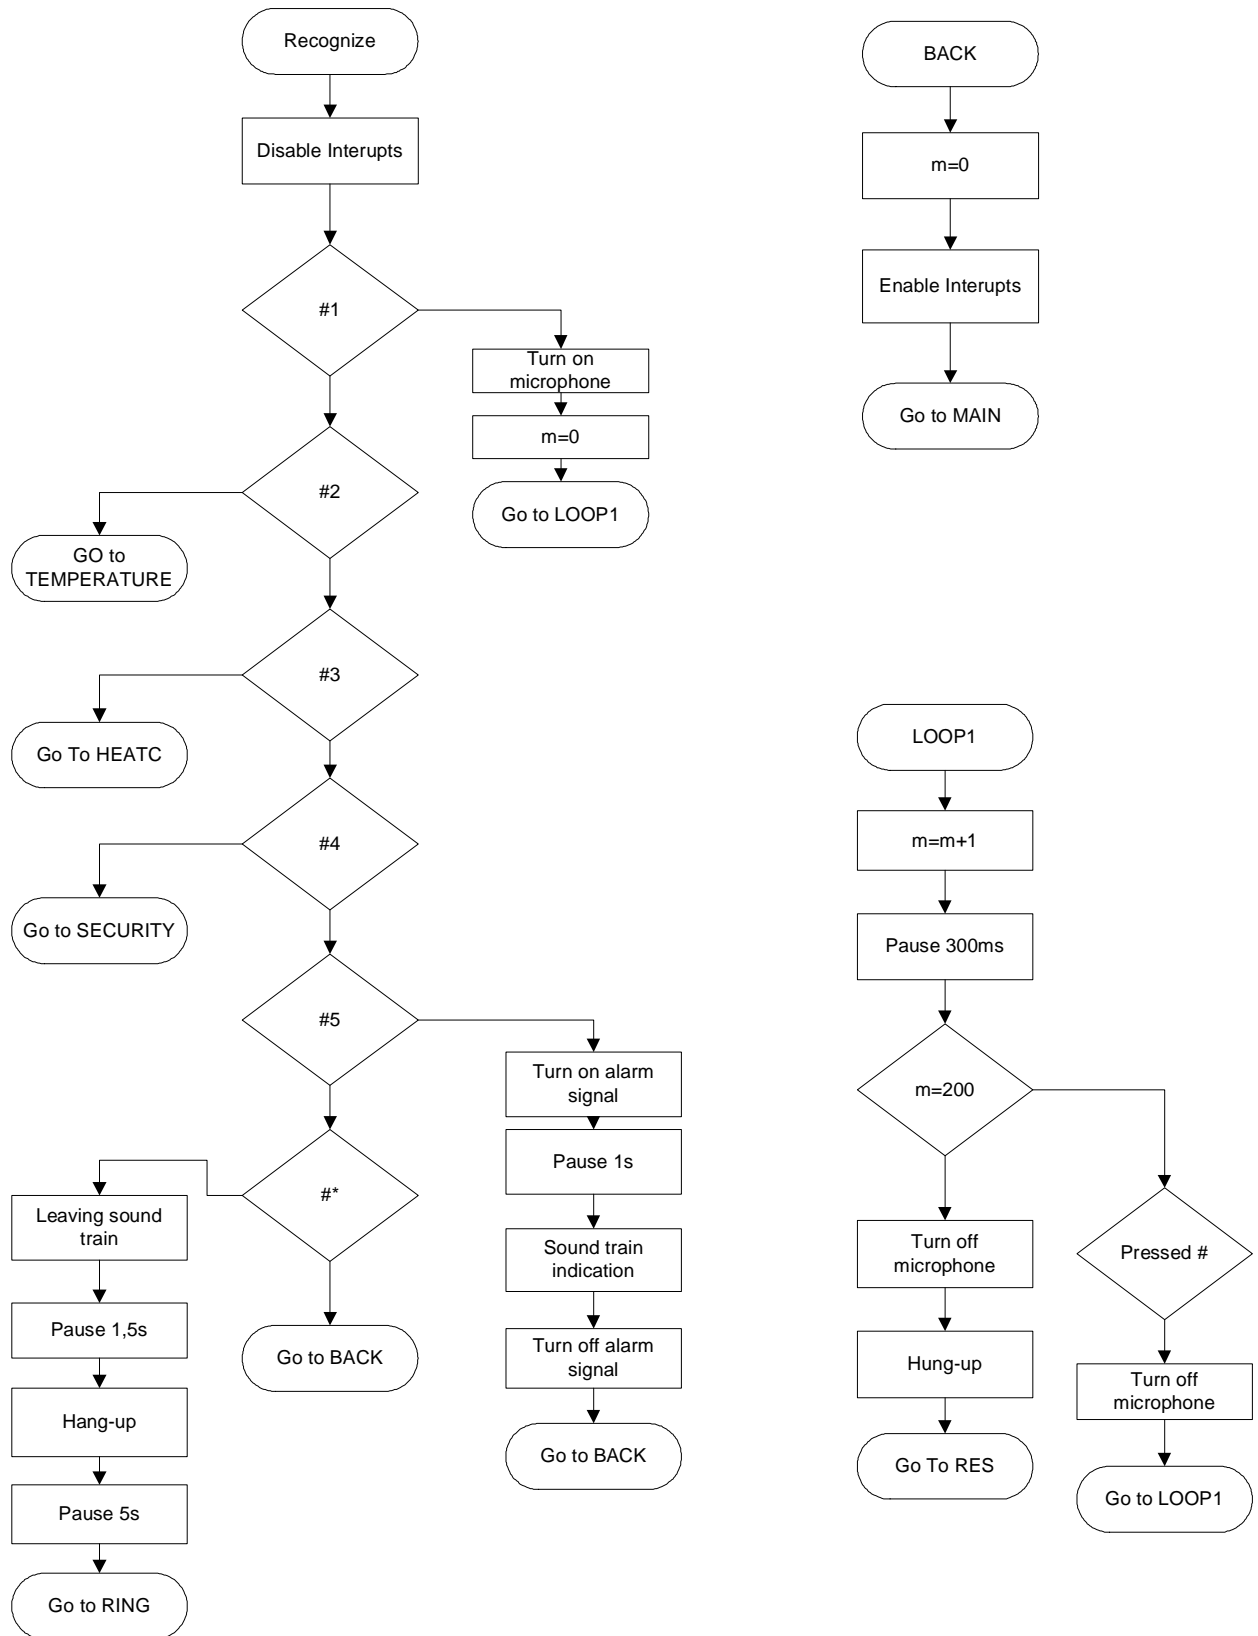 Recognize
Disable Interupts
#1
Turn on
microphone
m=0
Go to LOOP1
#2
GO to
TEMPERATURE
#3
Go To HEATC
#4
Go to SECURITY
#5
Turn on alarm
signal
Pause 1s
Sound train
indication
Turn off alarm
signal
Go to BACK
#*
Leaving sound
train
Pause 1,5s
Hang-up
Pause 5s
Go to RING
Go to BACK
BACK
m=0
Enable Interupts
Go to MAIN
LOOP1
m=m+1
Pause 300ms
m=200
Turn off
microphone
Hung-up
Go To RES
Pressed #
Turn off
microphone
Go to LOOP1